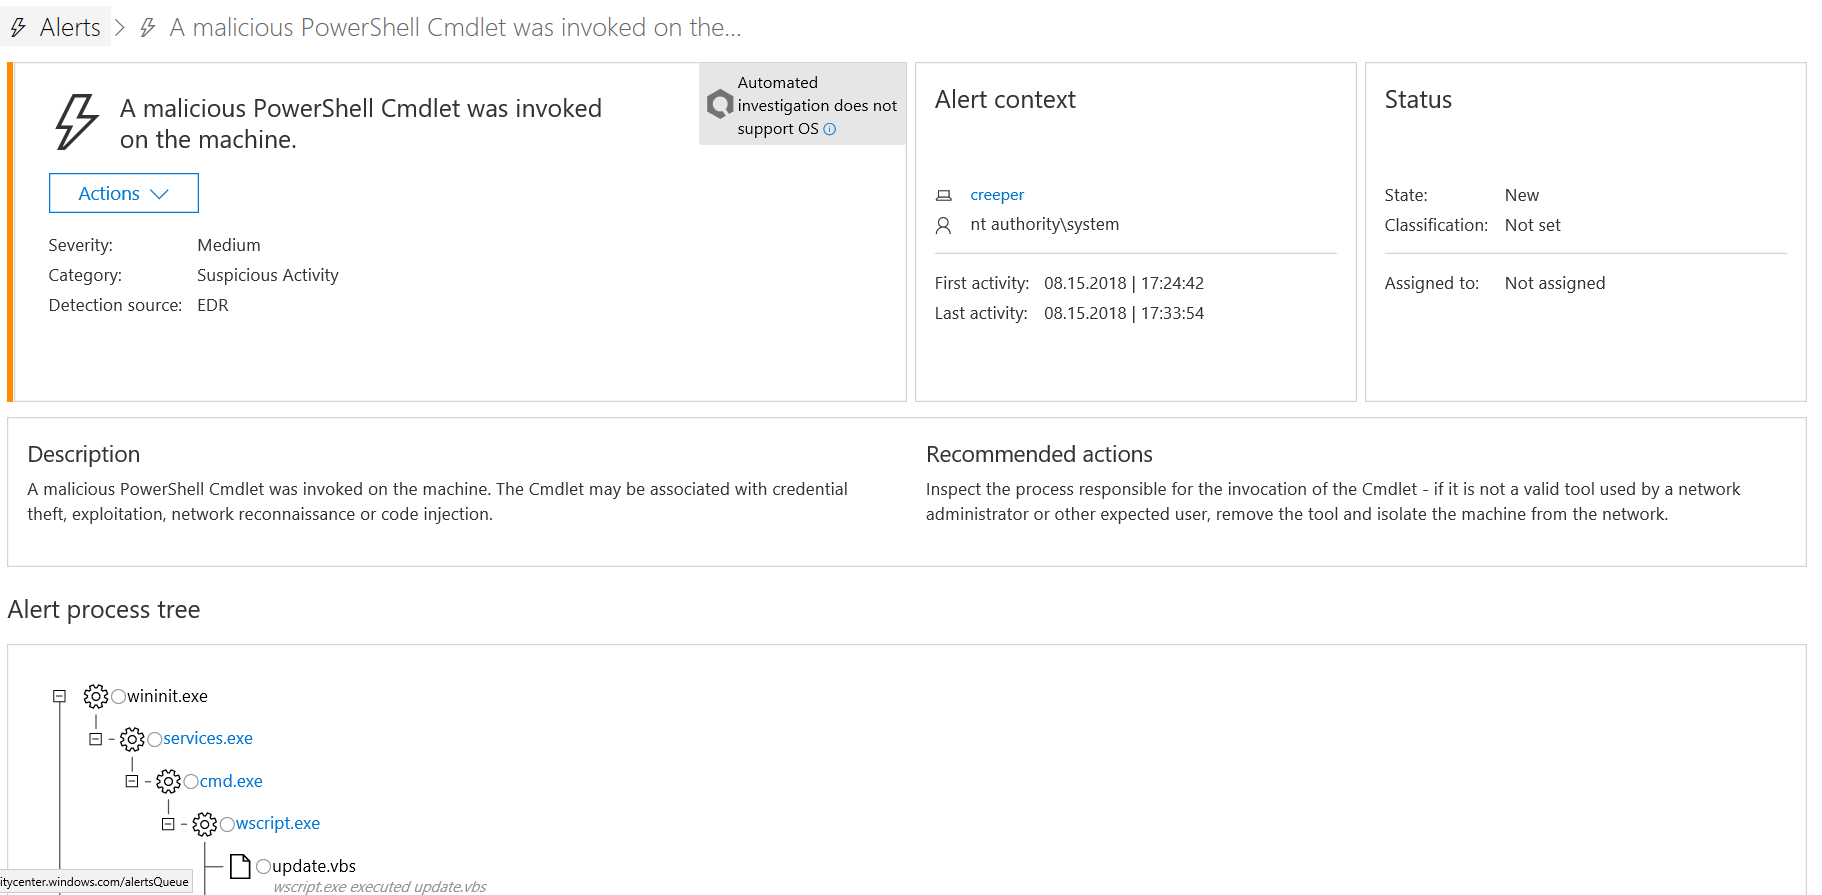 Alerts > A malicious PowerShell Cmdlet was invoked on the...
A malicious PowerShell Cmdlet was invoked
on the machine.
Automated
investigation does not
support OS
Actions
Severity: Medium
Category: Suspicious Activity
Detection source: EDR
Alert context
creeper
nt authority\system
First activity: 08.15.2018 | 17:24:42
Last activity: 08.15.2018 | 17:33:54
Status
State: New
Classification: Not set
Assigned to: Not assigned
Description
A malicious PowerShell Cmdlet was invoked on the machine. The Cmdlet may be associated with credential
theft, exploitation, network reconnaissance or code injection.
Recommended actions
Inspect the process responsible for the invocation of the Cmdlet - if it is not a valid tool used by a network
administrator or other expected user, remove the tool and isolate the machine from the network.
Alert process tree
wininit.exe
services.exe
cmd.exe
wscript.exe
update.vbs
wscript.exe executed update.vbs
itycenter.windows.com/alertsQueue